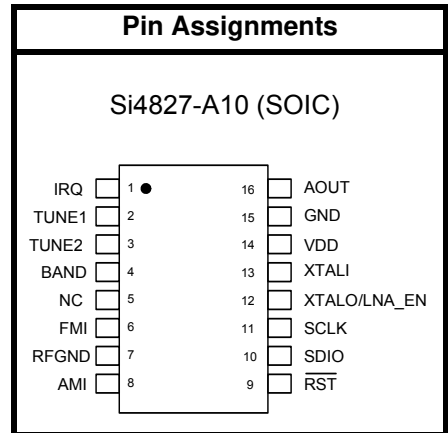 Pin Assignments
Si4827-A10 (SOIC)
IRQ 1 16 AOUT
TUNE1 2 15 GND
TUNE2 3 14 VDD
BAND 4 13 XTALI
NC 5 12 XTALO/LNA_EN
FMI 6 11 SCLK
RFGND 7 10 SDIO
AMI 8 9 RST